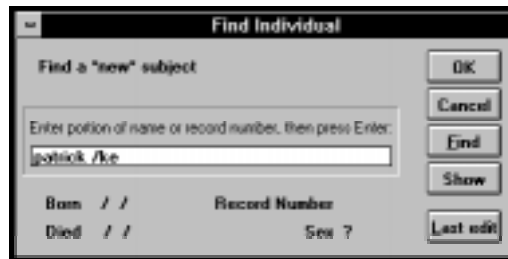 Find Individual
Find a "new" subject
Enter portion of name or record number, then press Enter:
patrick /ke
Born / / Record Number
Died / / Sex ?
OK
Cancel
Find
Show
Last edit